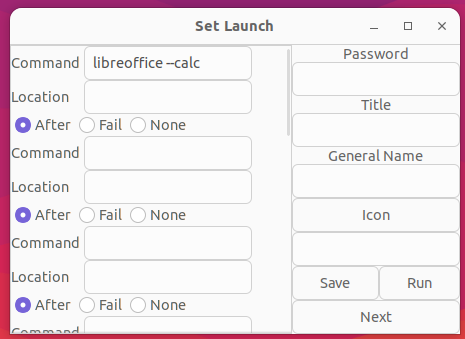 Set Launch
Command libreoffice --calc
Location
After Fail None
Command
Location
After Fail None
Command
Location
After Fail None
Command
Password
Title
General Name
Icon
Save Run
Next